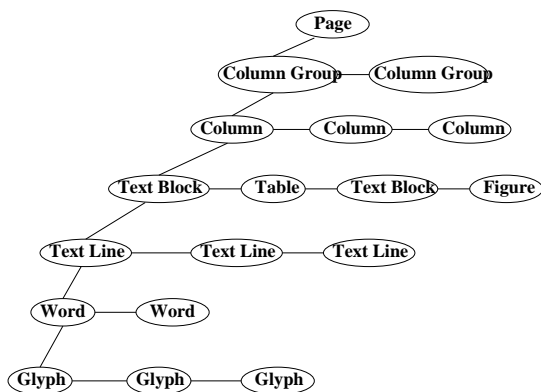 Page
Column Group Column Group
Column Column Column
Text Block Table Text Block Figure
Text Line Text Line Text Line
Word Word
Glyph Glyph Glyph